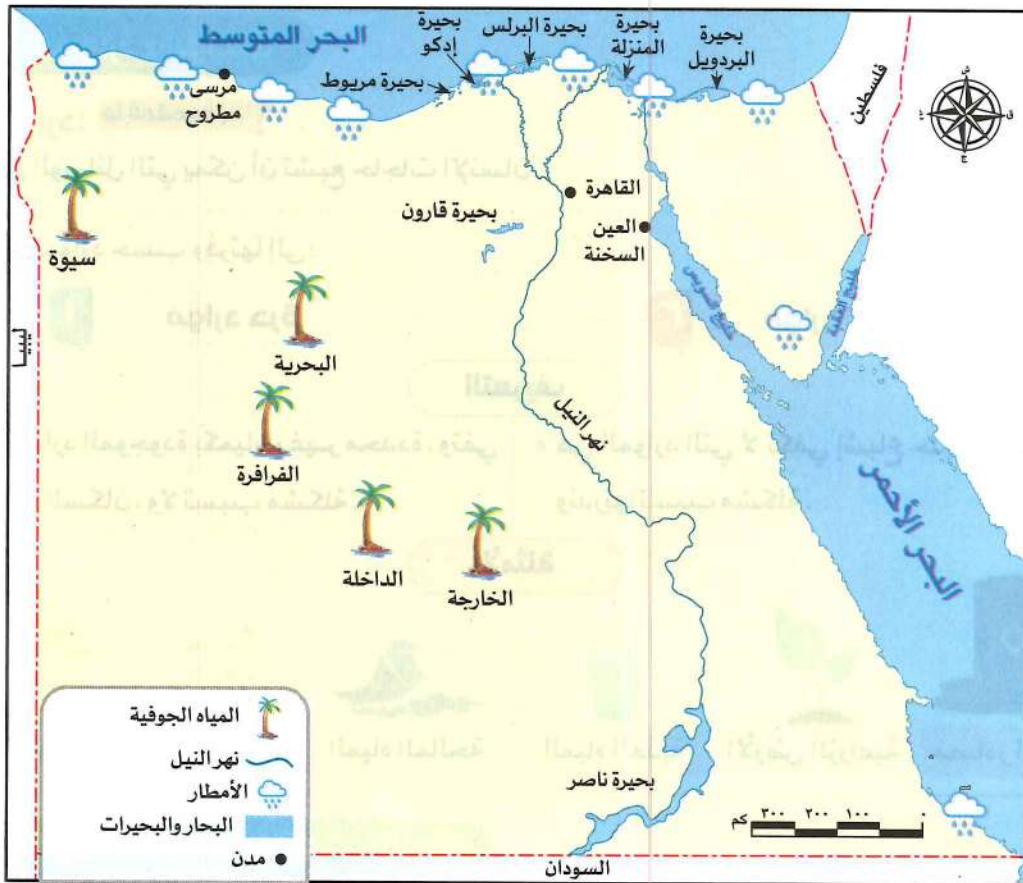 البحر المتوسط
بحيرة
إدكو
بحيرة البرلس
بحيرة
المنزلة
بحيرة
البردويل
بحيرة مريوط
مرسى
مطروح
فلسطين
القاهرة
العين
السخنة
بحيرة قارون
سيوة
ليبيا
خليج السويس
خليج العقبة
البحرية
الفرافرة
الداخلة
الخارجة
نهر النيل
البحر الأحمر
بحيرة ناصر
السودان
المياه الجوفية
نهر النيل
الأمطار
البحار والبحيرات
مدن
كم ٣٠٠ ٢٠٠ ١٠٠ ٠